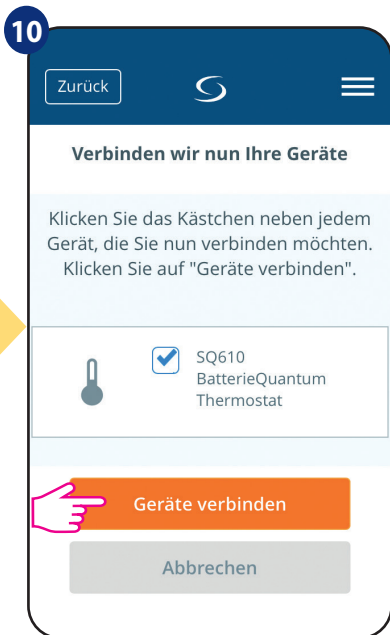 10
Zurück
Verbinden wir nun Ihre Geräte
Klicken Sie das Kästchen neben jedem
Gerät, die Sie nun verbinden möchten.
Klicken Sie auf "Geräte verbinden".
SQ610
BatterieQuantum
Thermostat
Geräte verbinden
Abbrechen